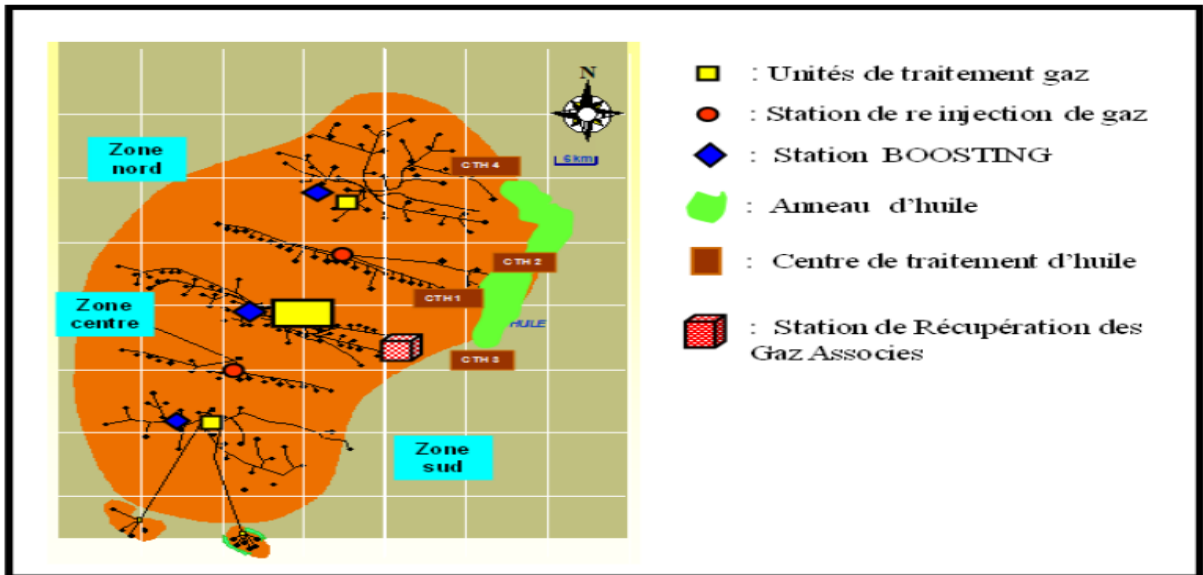 N
6 km
Zone
nord
CTH 4
CTH 2
CTH 1
HUILE
Zone
centre
CTH 3
Zone
sud
: Unités de traitement gaz
: Station de re injection de gaz
: Station BOOSTING
: Anneau d'huile
: Centre de traitement d'huile
: Station de Récupération des
Gaz Associes